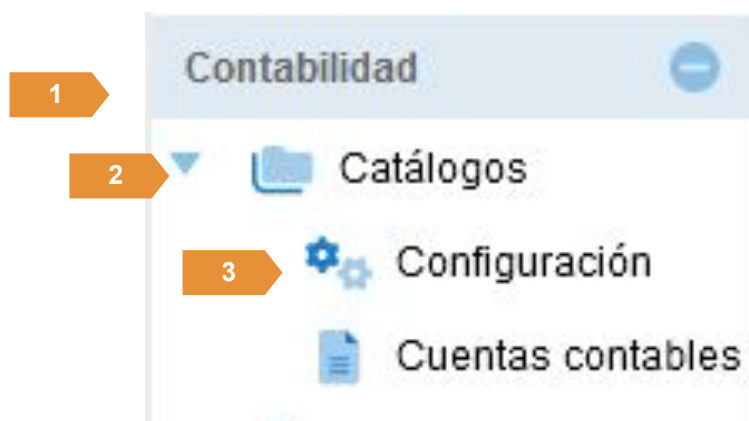 Contabilidad
1
2 Catálogos
3 Configuración
Cuentas contables